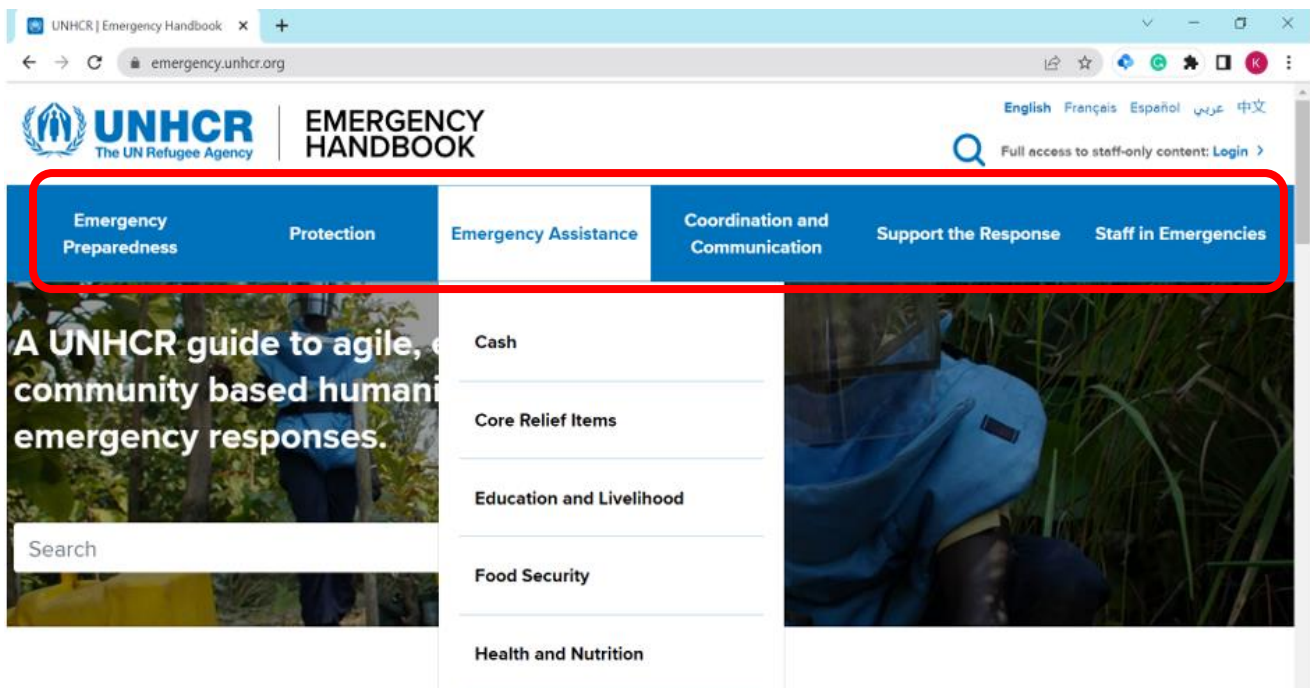 UNHCR | Emergency Handbook
emergency.unhcr.org
K
UNHCR
The UN Refugee Agency
EMERGENCY
HANDBOOK
English Français Español عربي 中文
Full access to staff-only content: Login >
Emergency
Preparedness
Protection
Emergency Assistance
Coordination and
Communication
Support the Response
Staff in Emergencies
A UNHCR guide to agile,
community based humani
emergency responses.
Search
Cash
Core Relief Items
Education and Livelihood
Food Security
Health and Nutrition